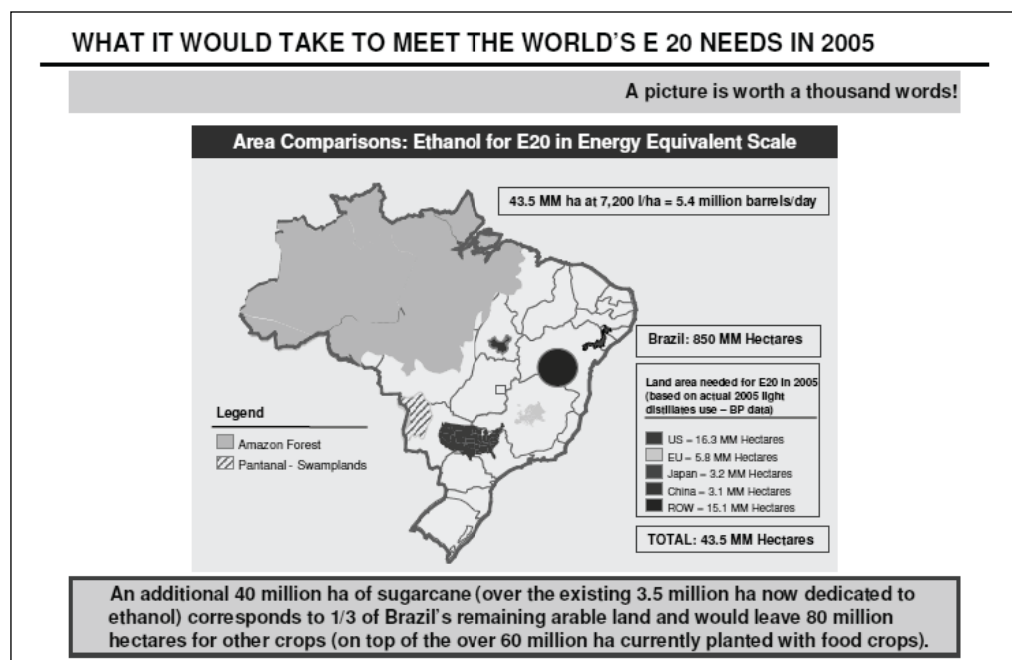 WHAT IT WOULD TAKE TO MEET THE WORLD'S E 20 NEEDS IN 2005
A picture is worth a thousand words!
Area Comparisons: Ethanol for E20 in Energy Equivalent Scale
43.5 MM ha at 7,200 l/ha = 5.4 million barrels/day
Brazil: 850 MM Hectares
Land area needed for E20 in 2005
(based on actual 2005 light
distillates use – BP data)
US – 16.3 MM Hectares
EU – 5.8 MM Hectares
Japan – 3.2 MM Hectares
China – 3.1 MM Hectares
ROW – 15.1 MM Hectares
TOTAL: 43.5 MM Hectares
Legend
Amazon Forest
Pantanal - Swamplands
An additional 40 million ha of sugarcane (over the existing 3.5 million ha now dedicated to
ethanol) corresponds to 1/3 of Brazil's remaining arable land and would leave 80 million
hectares for other crops (on top of the over 60 million ha currently planted with food crops).